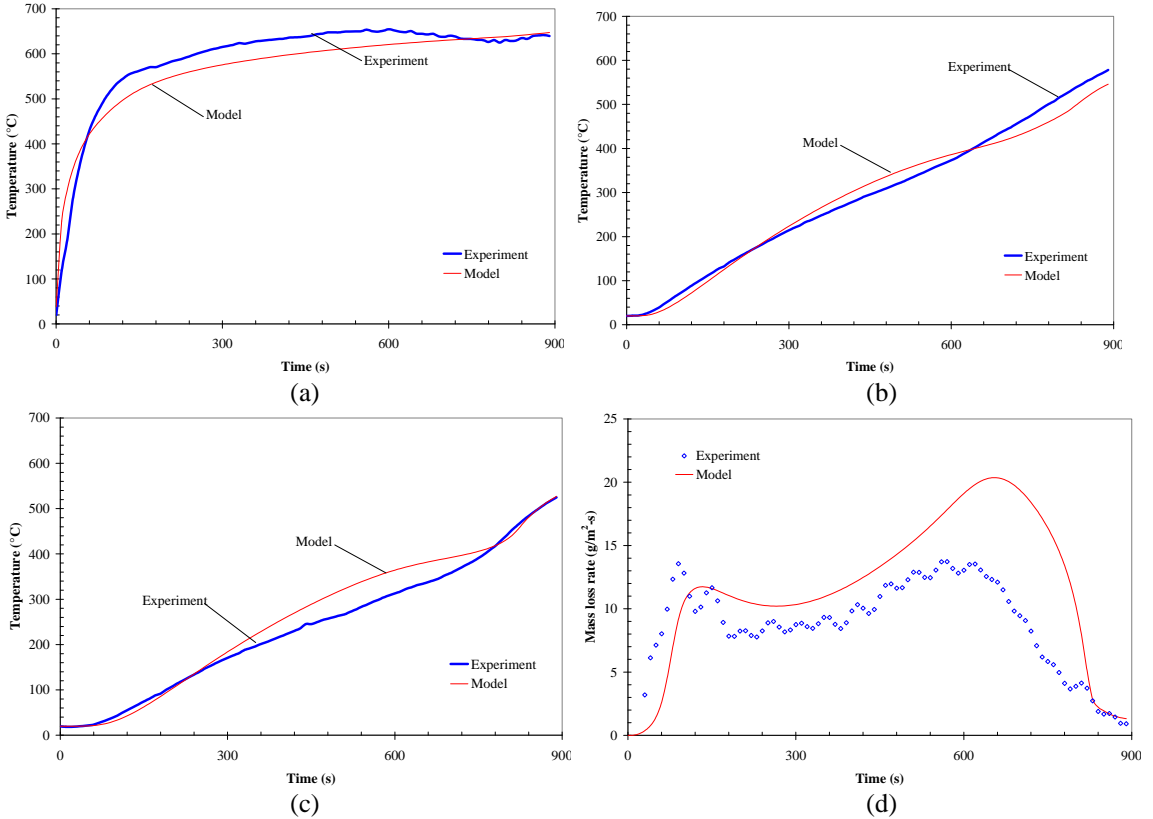 700
600
500
400
300
200
100
0
Temperature (°C)
Experiment
Model
Experiment
Model
0
300
600
900
Time (s)
(a)
700
600
500
400
300
200
100
0
Temperature (°C)
Experiment
Model
Experiment
Model
0
300
600
900
Time (s)
(b)
700
600
500
400
300
200
100
0
Temperature (°C)
Model
Experiment
Experiment
Model
0
300
600
900
Time (s)
(c)
25
20
15
10
5
0
Mass loss rate (g/m²-s)
Experiment
Model
0
300
600
900
Time (s)
(d)